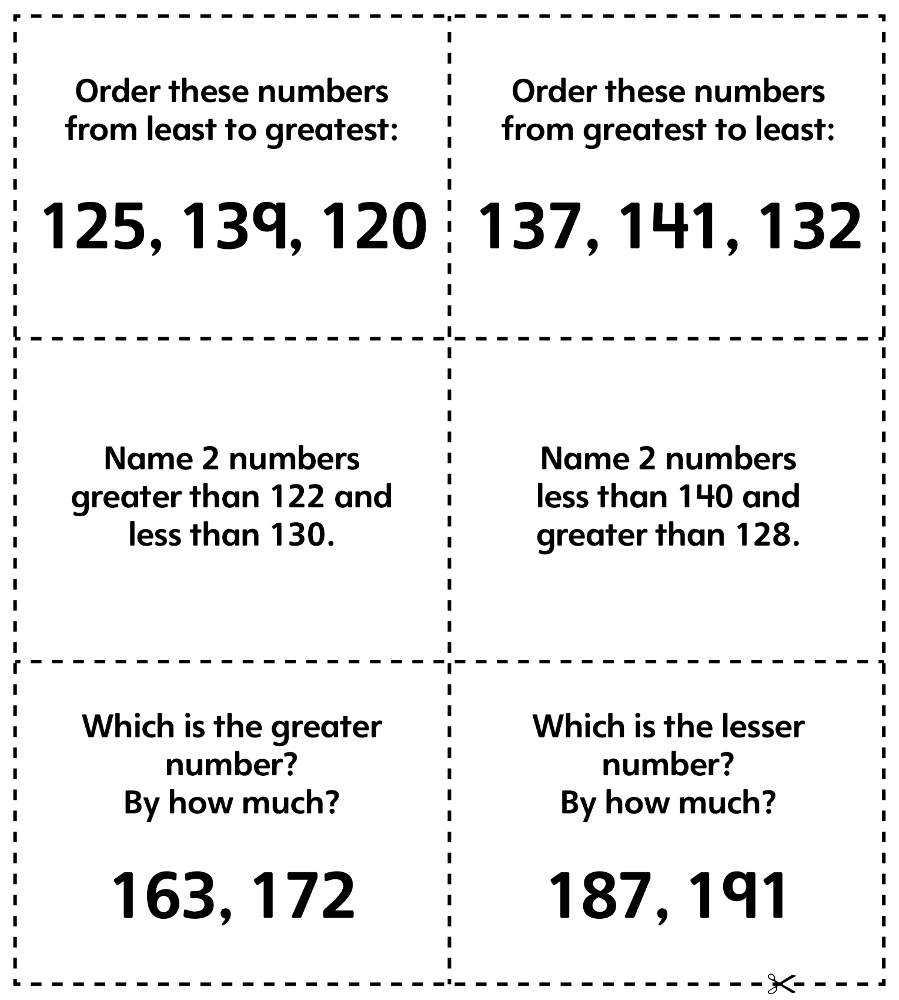 Order these numbers
from least to greatest:
125, 139, 120
Order these numbers
from greatest to least:
137, 141, 132
Name 2 numbers
greater than 122 and
less than 130.
Name 2 numbers
less than 140 and
greater than 128.
Which is the greater
number?
By how much?
163, 172
Which is the lesser
number?
By how much?
187, 191